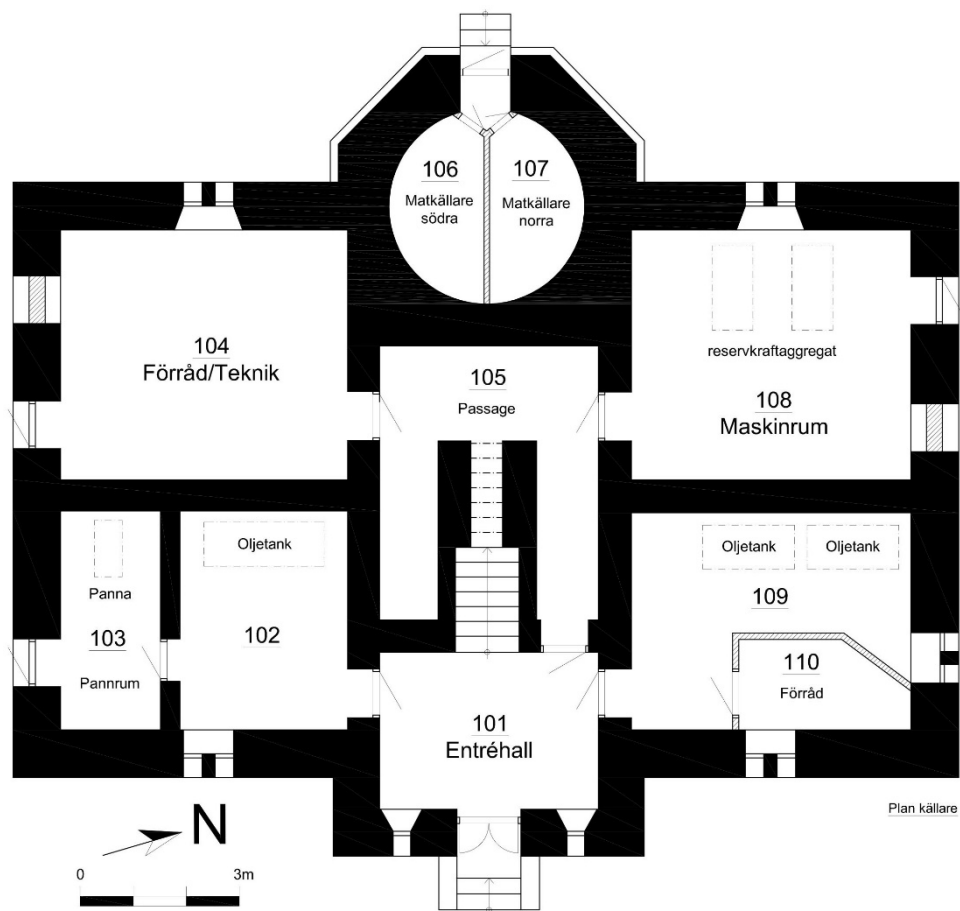 106
Matkällare
södra
107
Matkällare
norra
104
Förråd/Teknik
105
Passage
reservkraftaggregat
108
Maskinrum
Panna
103
Pannrum
Oljetank
102
Oljetank
Oljetank
109
110
Förråd
101
Entréhall
Plan källare
N
0
3m